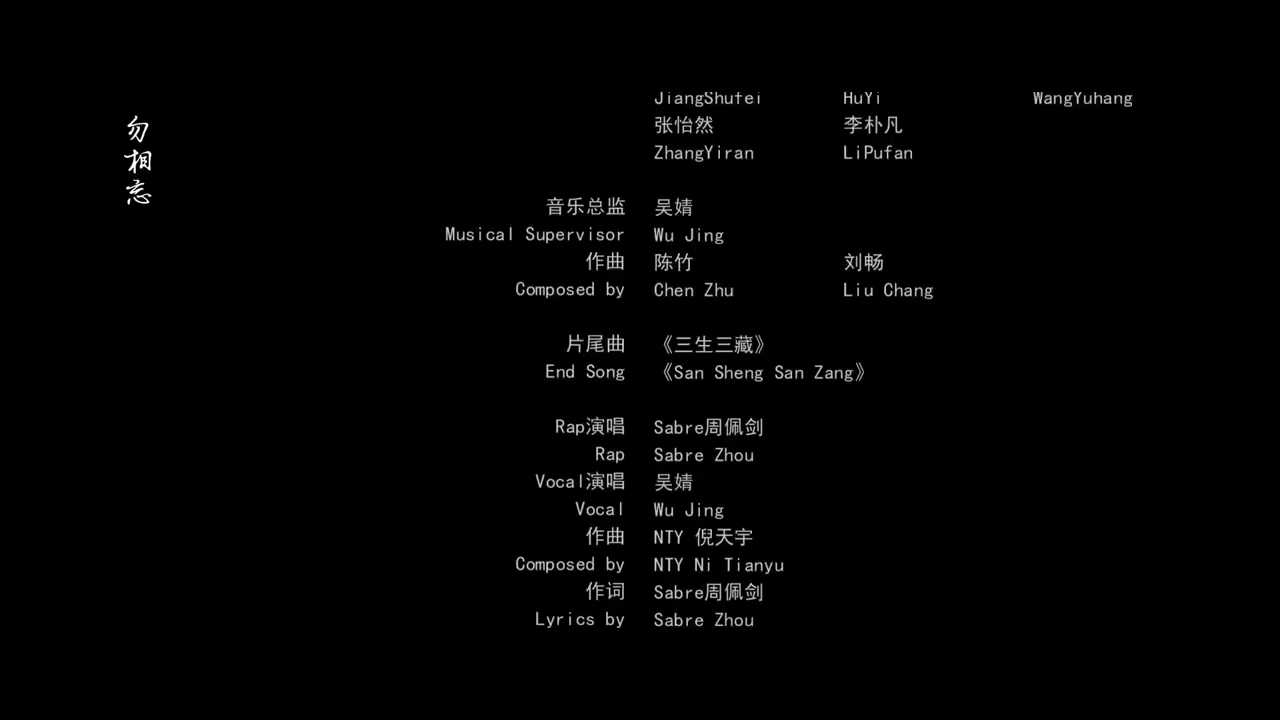 勿相忘
JiangShufei HuYi WangYuhang
张怡然 李朴凡
ZhangYiran LiPufan
音乐总监 吴婧
Musical Supervisor Wu Jing
作曲 陈竹 刘畅
Composed by Chen Zhu Liu Chang
片尾曲 《三生三藏》
End Song 《San Sheng San Zang》
Rap演唱 Sabre周佩剑
Rap Sabre Zhou
Vocal演唱 吴婧
Vocal Wu Jing
作曲 NTY 倪天宇
Composed by NTY Ni Tianyu
作词 Sabre周佩剑
Lyrics by Sabre Zhou